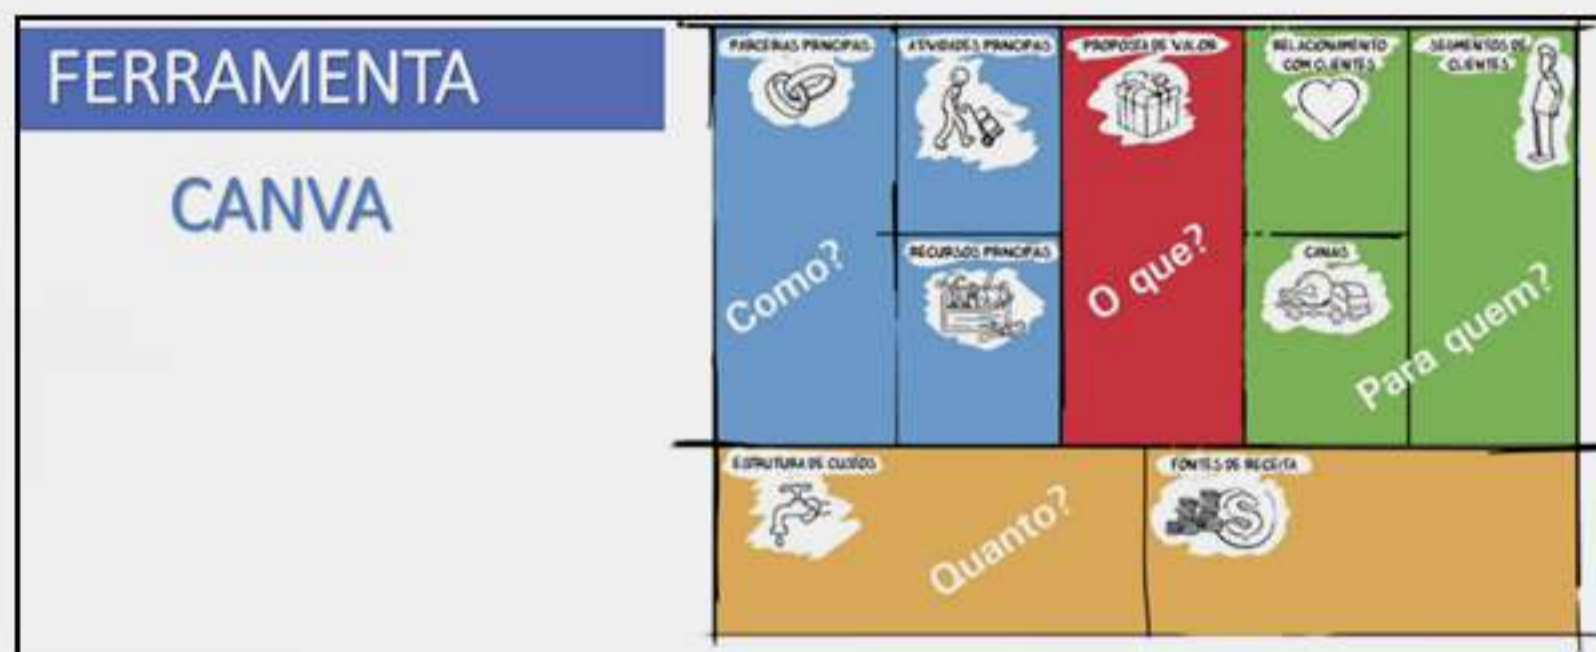 FERRAMENTA
CANVA
PARCERIAS PRINCIPAIS
ATIVIDADES PRINCIPAIS
PROPOSTA DE VALOR
RELACIONAMENTO
COM CLIENTES
SEGMENTOS DE
CLIENTES
Como?
RECURSOS PRINCIPAIS
O que?
CANAIS
Para quem?
ESTRUTURA DE CUSTOS
Quanto?
FONTES DE RECEITA